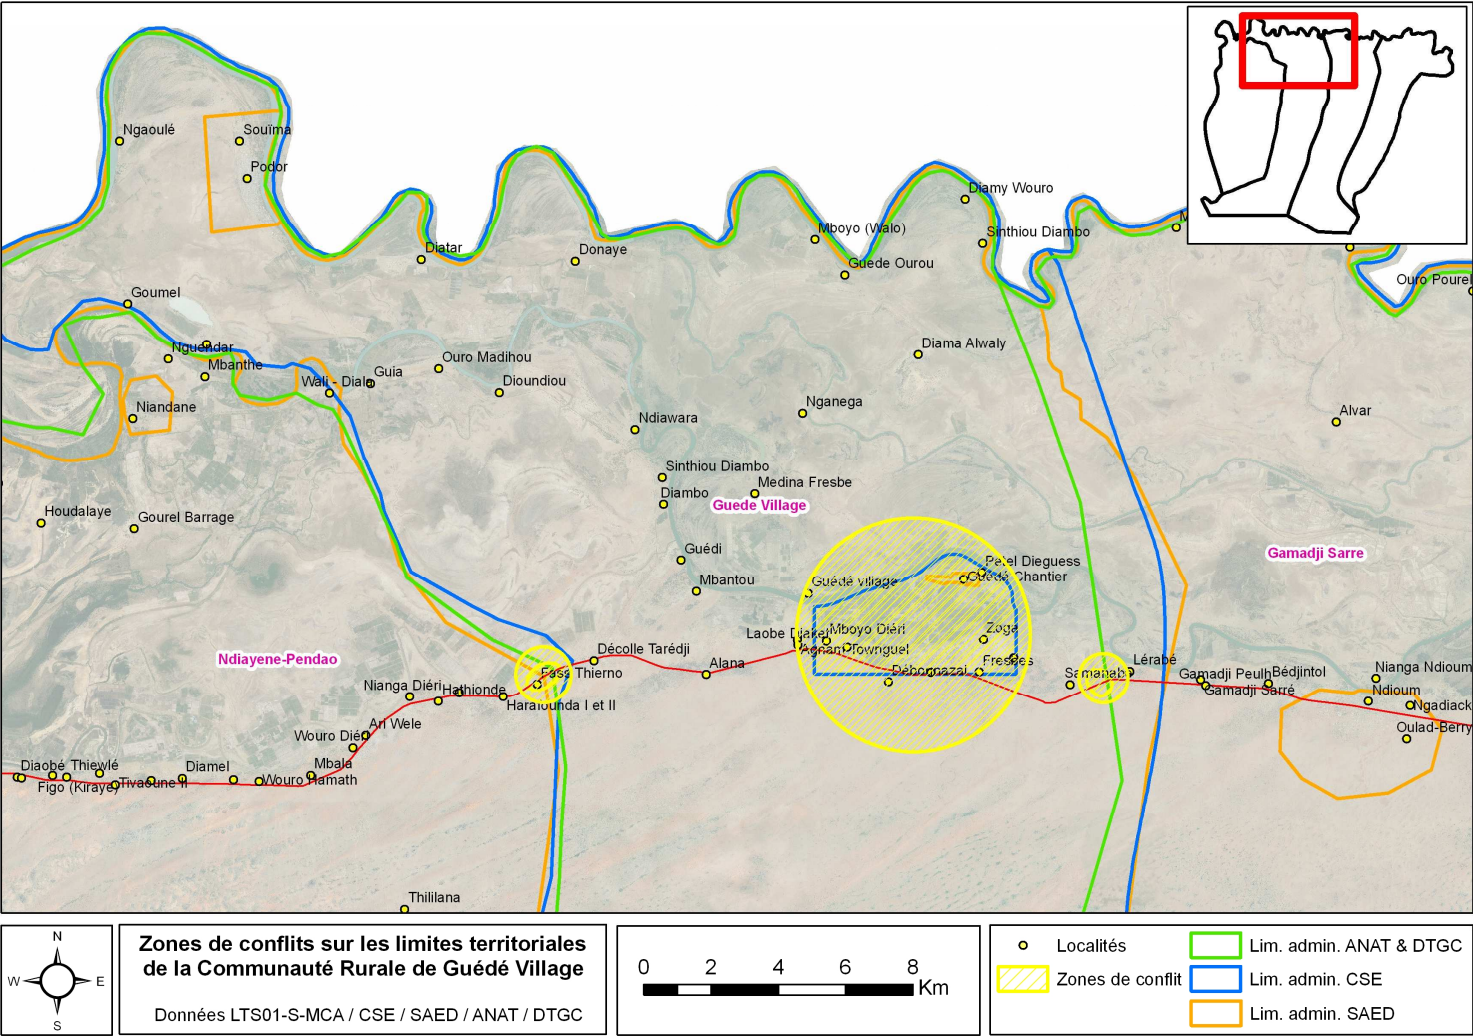 Ngaoulé
Souïma
Podor
Diamy Wouro
Mboyo (Walo)
Sinthiou Diambo
Diatar
Donaye
Guede Ourou
Ouro Pourel
Goumel
Nguendar
Mbanthe
Ouro Madihou
Diama Alwaly
Wali - Diala
Guia
Dioundiou
Niandane
Nganega
Alvar
Ndiawara
Sinthiou Diambo
Medina Fresbe
Diambo
Guede Village
Houdalaye
Gourel Barrage
Guédi
Gamadji Sarre
Mbantou
Patel Dieguess
Guédé Chantier
Guédé village
Laobe Diaker
Mboyo Diéri
Zoga
Agnam Townguel
Ndiayene-Pendao
Décolle Tarédji
Alana
Fresbes
Lérabé
Fass Thierno
Samanabe
Gamadji Peulh
Bédjintol
Nianga Ndioum
Nianga Diéri
Hathionde
Gamadji Sarré
Ndioum
Harafounda I et II
Ngadiack
Ari Wele
Wouro Diéri
Oulad-Berry
Diaobé
Thiewlé
Diamel
Mbala
Figo (Kiraye)
Tivaoune II
Wouro Hamath
Thililana
N
W
E
S
Zones de conflits sur les limites territoriales
de la Communauté Rurale de Guédé Village
Données LTS01-S-MCA / CSE / SAED / ANAT / DTGC
0 2 4 6 8
Km
Localités
Zones de conflit
Lim. admin. ANAT & DTGC
Lim. admin. CSE
Lim. admin. SAED